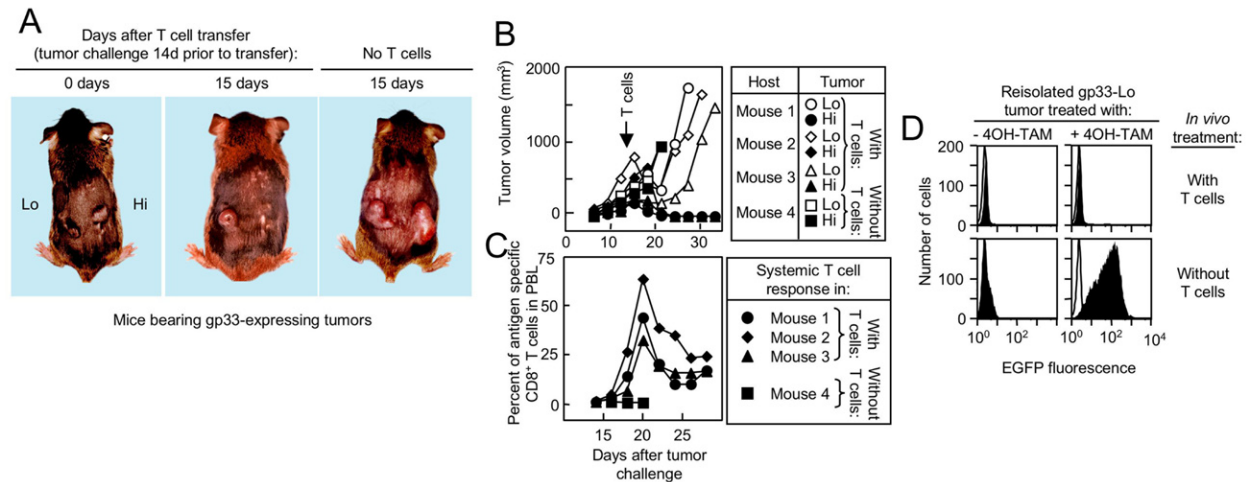 A
Days after T cell transfer
(tumor challenge 14d prior to transfer):
No T cells
0 days
15 days
15 days
Lo
Hi
Mice bearing gp33-expressing tumors
B
Tumor volume (mm³)
2000
1000
0
T cells
0
10
20
30
Host
Tumor
Mouse 1
Lo
Hi
Mouse 2
Lo
Hi
Mouse 3
Lo
Hi
Mouse 4
Lo
Hi
With
T cells:
Without
T cells:
C
Percent of antigen specific
CD8⁺ T cells in PBL
75
50
25
0
15
20
25
Days after tumor
challenge
Systemic T cell
response in:
Mouse 1
Mouse 2
Mouse 3
Mouse 4
With
T cells:
Without
T cells:
D
Reisolated gp33-Lo
tumor treated with:
- 4OH-TAM
+ 4OH-TAM
In vivo
treatment:
Number of cells
200
100
0
200
100
0
With
T cells
Without
T cells
10⁰
10²
10⁰
10²
10⁴
EGFP fluorescence